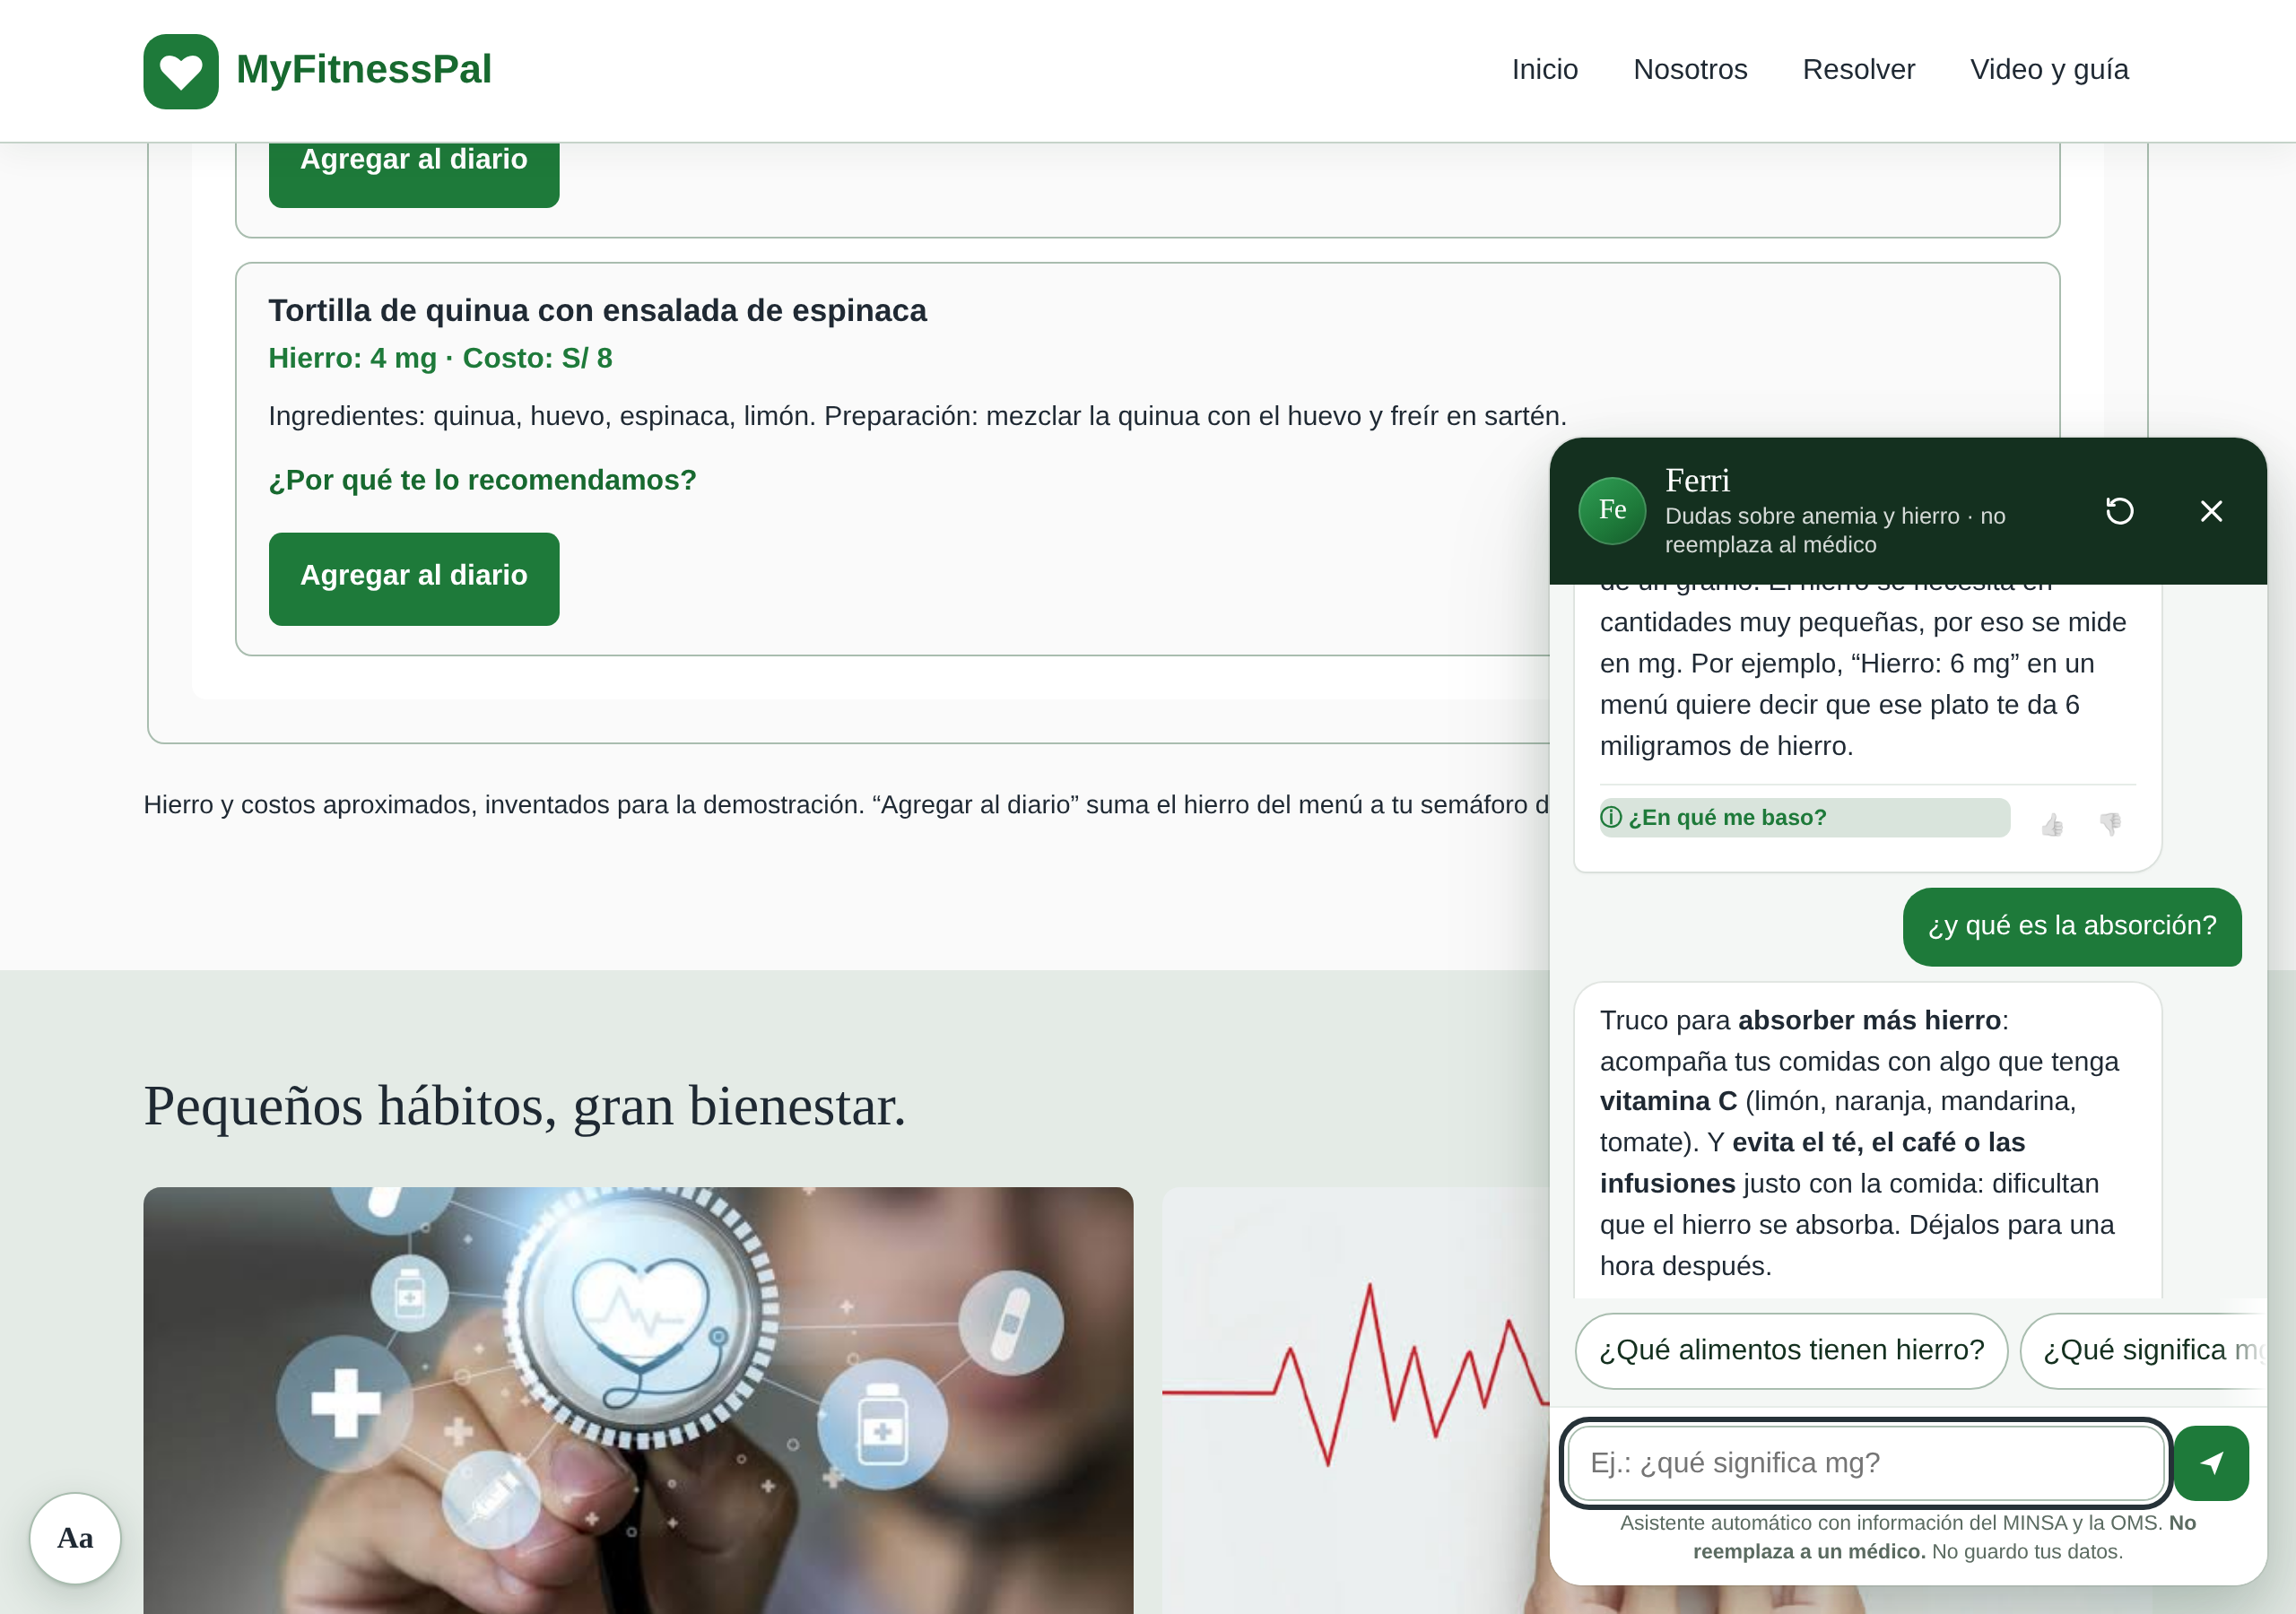 MyFitnessPal
Inicio
Nosotros
Resolver
Video y guía
Agregar al diario
Tortilla de quinua con ensalada de espinaca
Hierro: 4 mg · Costo: S/ 8
Ingredientes: quinua, huevo, espinaca, limón. Preparación: mezclar la quinua con el huevo y freír en sartén.
¿Por qué te lo recomendamos?
Agregar al diario
Hierro y costos aproximados, inventados para la demostración. “Agregar al diario” suma el hierro del menú a tu semáforo d
Pequeños hábitos, gran bienestar.
Aa
Fe
Ferri
Dudas sobre anemia y hierro · no
reemplaza al médico
de un gramo. El hierro se necesita en
cantidades muy pequeñas, por eso se mide
en mg. Por ejemplo, “Hierro: 6 mg” en un
menú quiere decir que ese plato te da 6
miligramos de hierro.
¿En qué me baso?
¿y qué es la absorción?
Truco para absorber más hierro:
acompaña tus comidas con algo que tenga
vitamina C (limón, naranja, mandarina,
tomate). Y evita el té, el café o las
infusiones justo con la comida: dificultan
que el hierro se absorba. Déjalos para una
hora después.
¿Qué alimentos tienen hierro?
¿Qué significa mg
Ej.: ¿qué significa mg?
Asistente automático con información del MINSA y la OMS. No
reemplaza a un médico. No guardo tus datos.